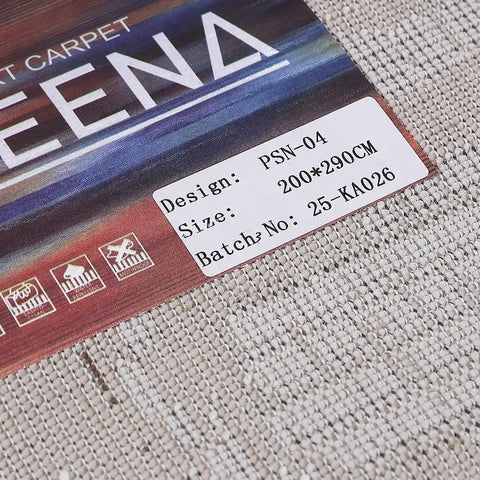 CARPET
EENA
Design: PSN-04
Size: 200*290CM
Batch No: 25-KA026